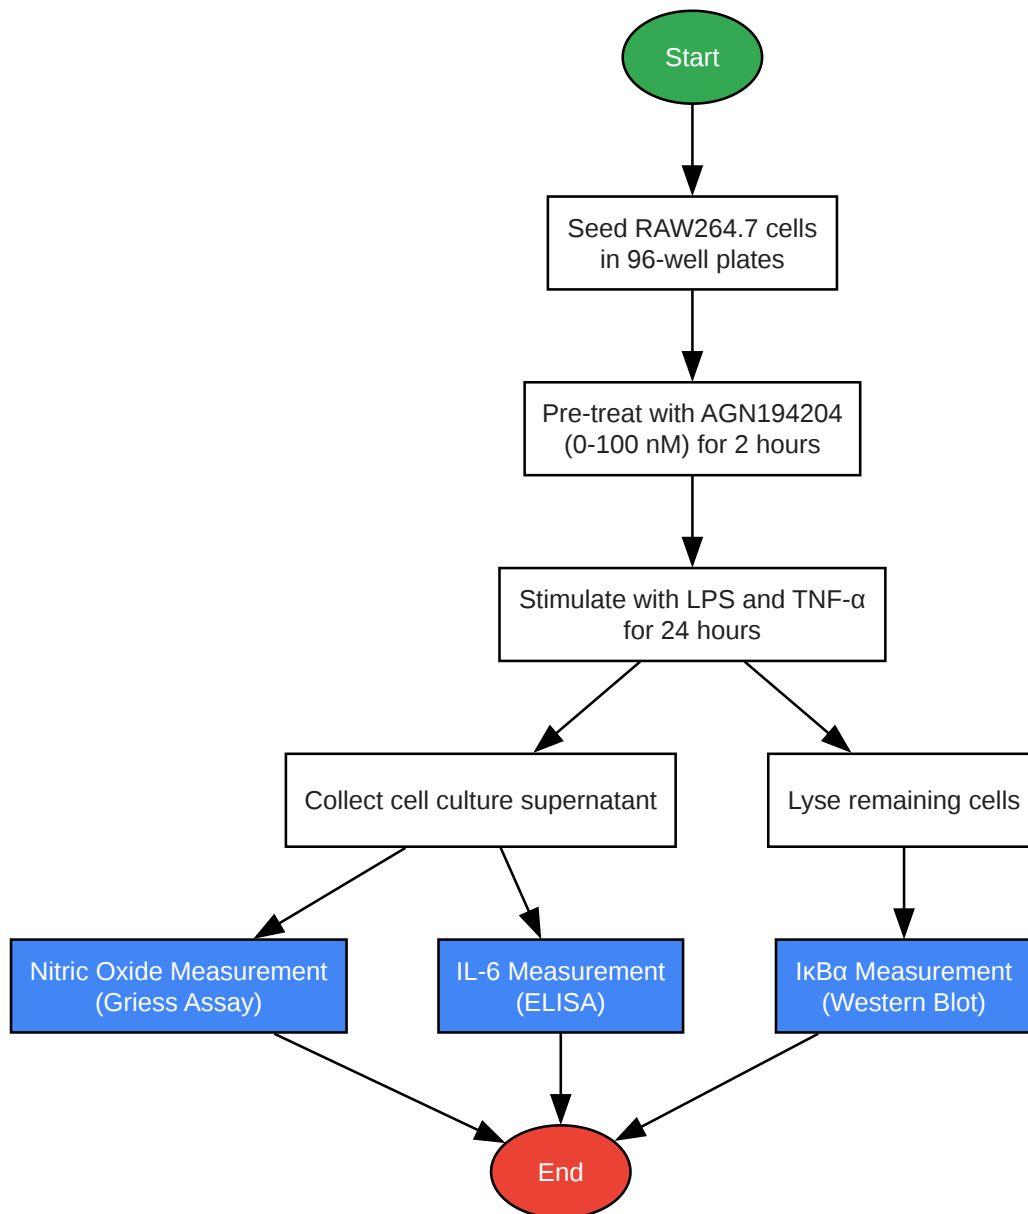 Start
Seed RAW264.7 cells
in 96-well plates
Pre-treat with AGN194204
(0-100 nM) for 2 hours
Stimulate with LPS and TNF-α
for 24 hours
Collect cell culture supernatant
Lyse remaining cells
Nitric Oxide Measurement
(Griess Assay)
IL-6 Measurement
(ELISA)
IκBα Measurement
(Western Blot)
End